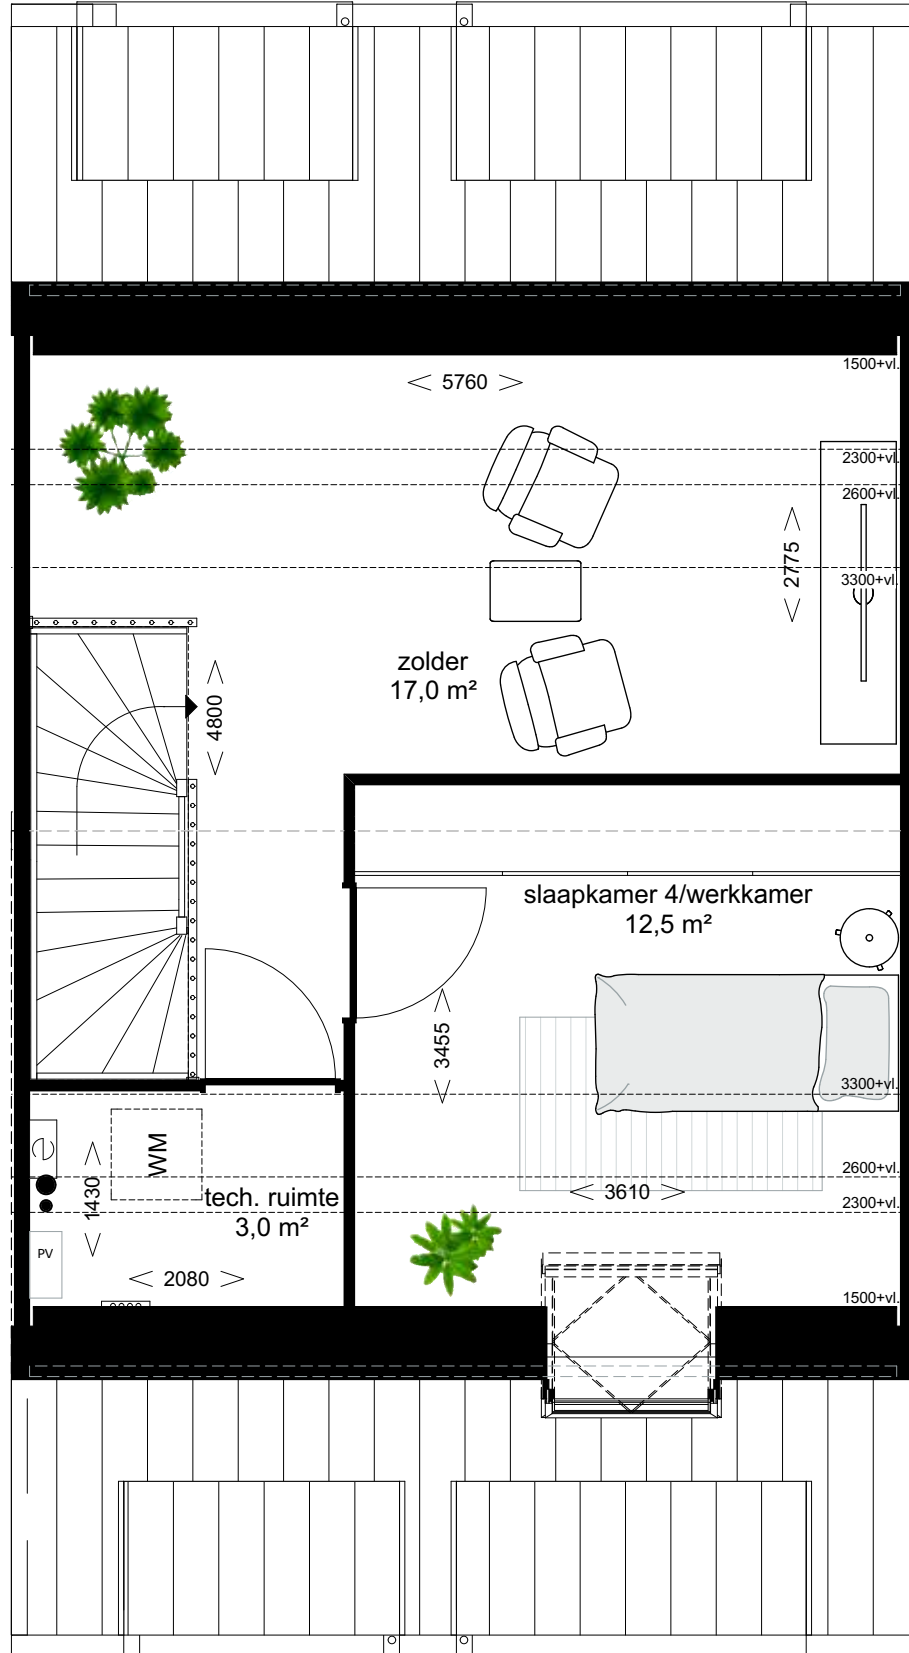 1500+vl.
5760
2300+vl.
2600+vl.
2775
3300+vl.
zolder
17,0 m²
4800
slaapkamer 4/werkkamer
12,5 m²
3455
3300+vl.
e
WM
2600+vl.
1430
tech. ruimte
3,0 m²
3610
2300+vl.
PV
2080
1500+vl.